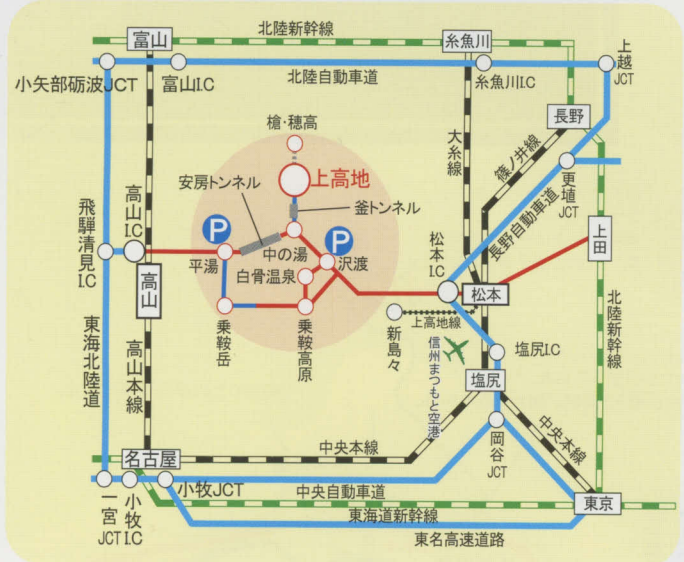 北陸新幹線
富山
糸魚川
上越JCT
小矢部砺波JCT
富山I.C
北陸自動車道
糸魚川I.C
長野
槍・穂高
大糸線
篠ノ井線
更埴JCT
安房トンネル
上高地
釜トンネル
長野自動車道
高山I.C
飛騨清見I.C
P
P
松本I.C
上田
平湯
中の湯
沢渡
白骨温泉
高山
松本
乗鞍岳
乗鞍高原
新島々
上高地線
北陸新幹線
東海北陸道
高山本線
信州まつもと空港
塩尻I.C
塩尻
岡谷JCT
中央本線
中央本線
名古屋
一宮JCT
小牧I.C
小牧JCT
中央自動車道
東京
東海道新幹線
東名高速道路